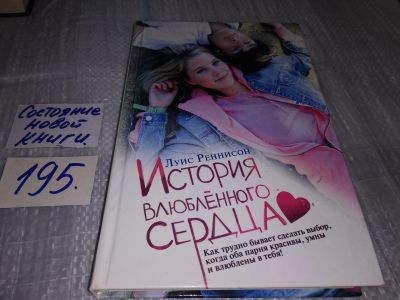 Состояние
новой
книги.
195.
Луис Реннисон
История
влюблённого
сердца
Как трудно бывает сделать выбор,
когда оба парня красивы, умны
и влюблены в тебя!